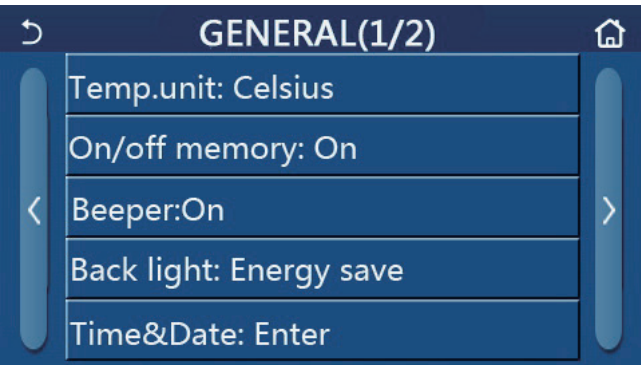 GENERAL(1/2)
Temp.unit: Celsius
On/off memory: On
Beeper:On
Back light: Energy save
Time&Date: Enter